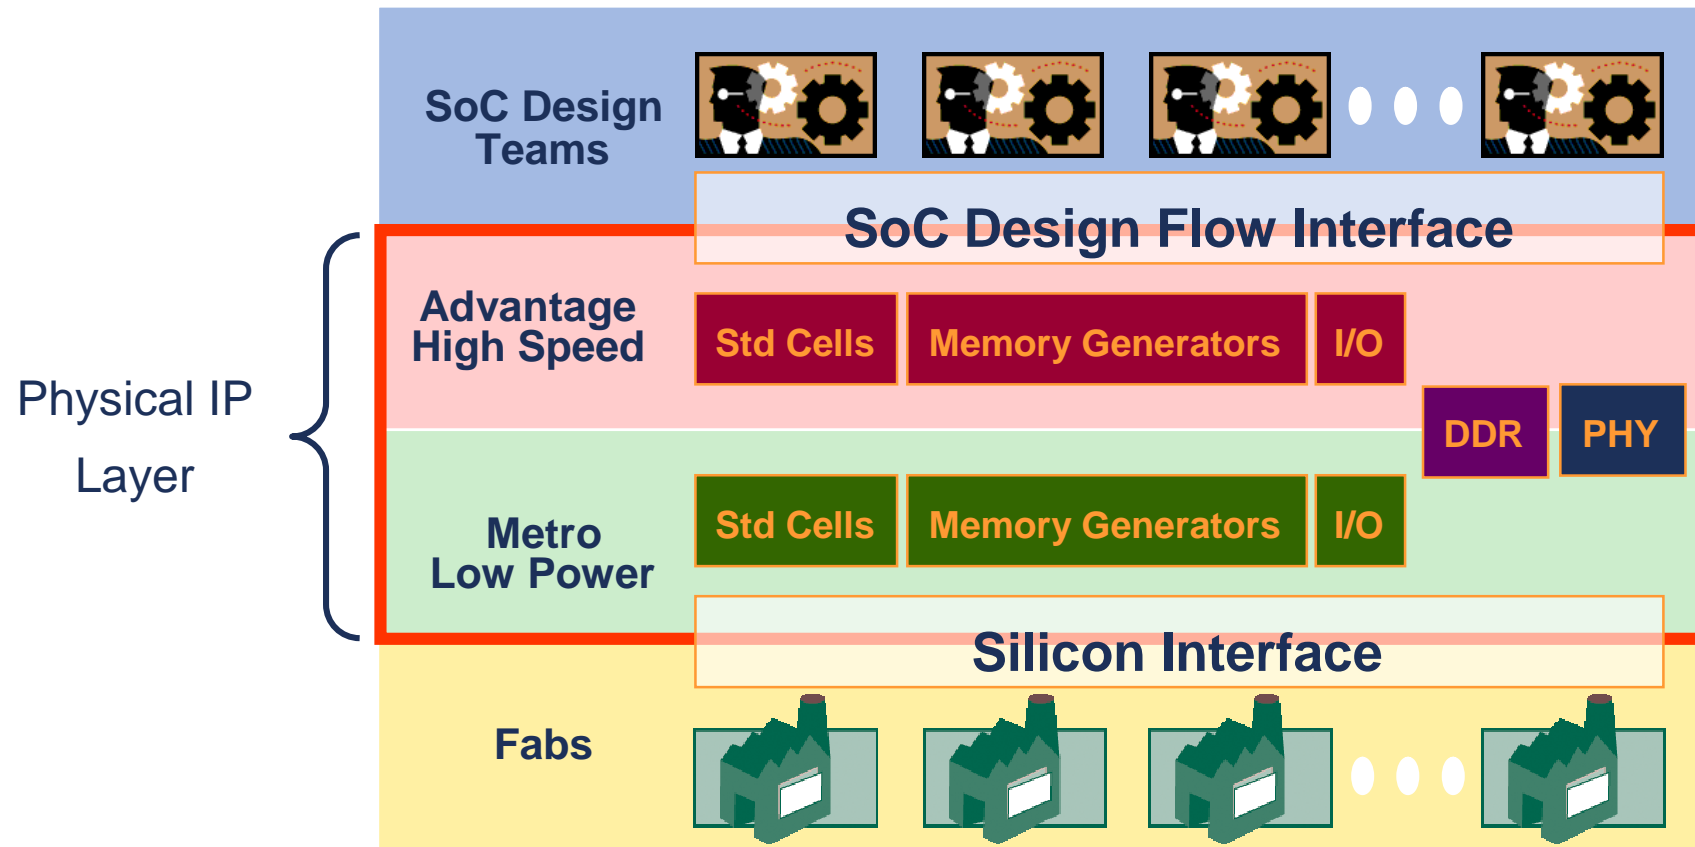 SoC Design
Teams
SoC Design Flow Interface
Physical IP
Layer
Advantage
High Speed
Std Cells
Memory Generators
I/O
DDR
PHY
Metro
Low Power
Std Cells
Memory Generators
I/O
Silicon Interface
Fabs